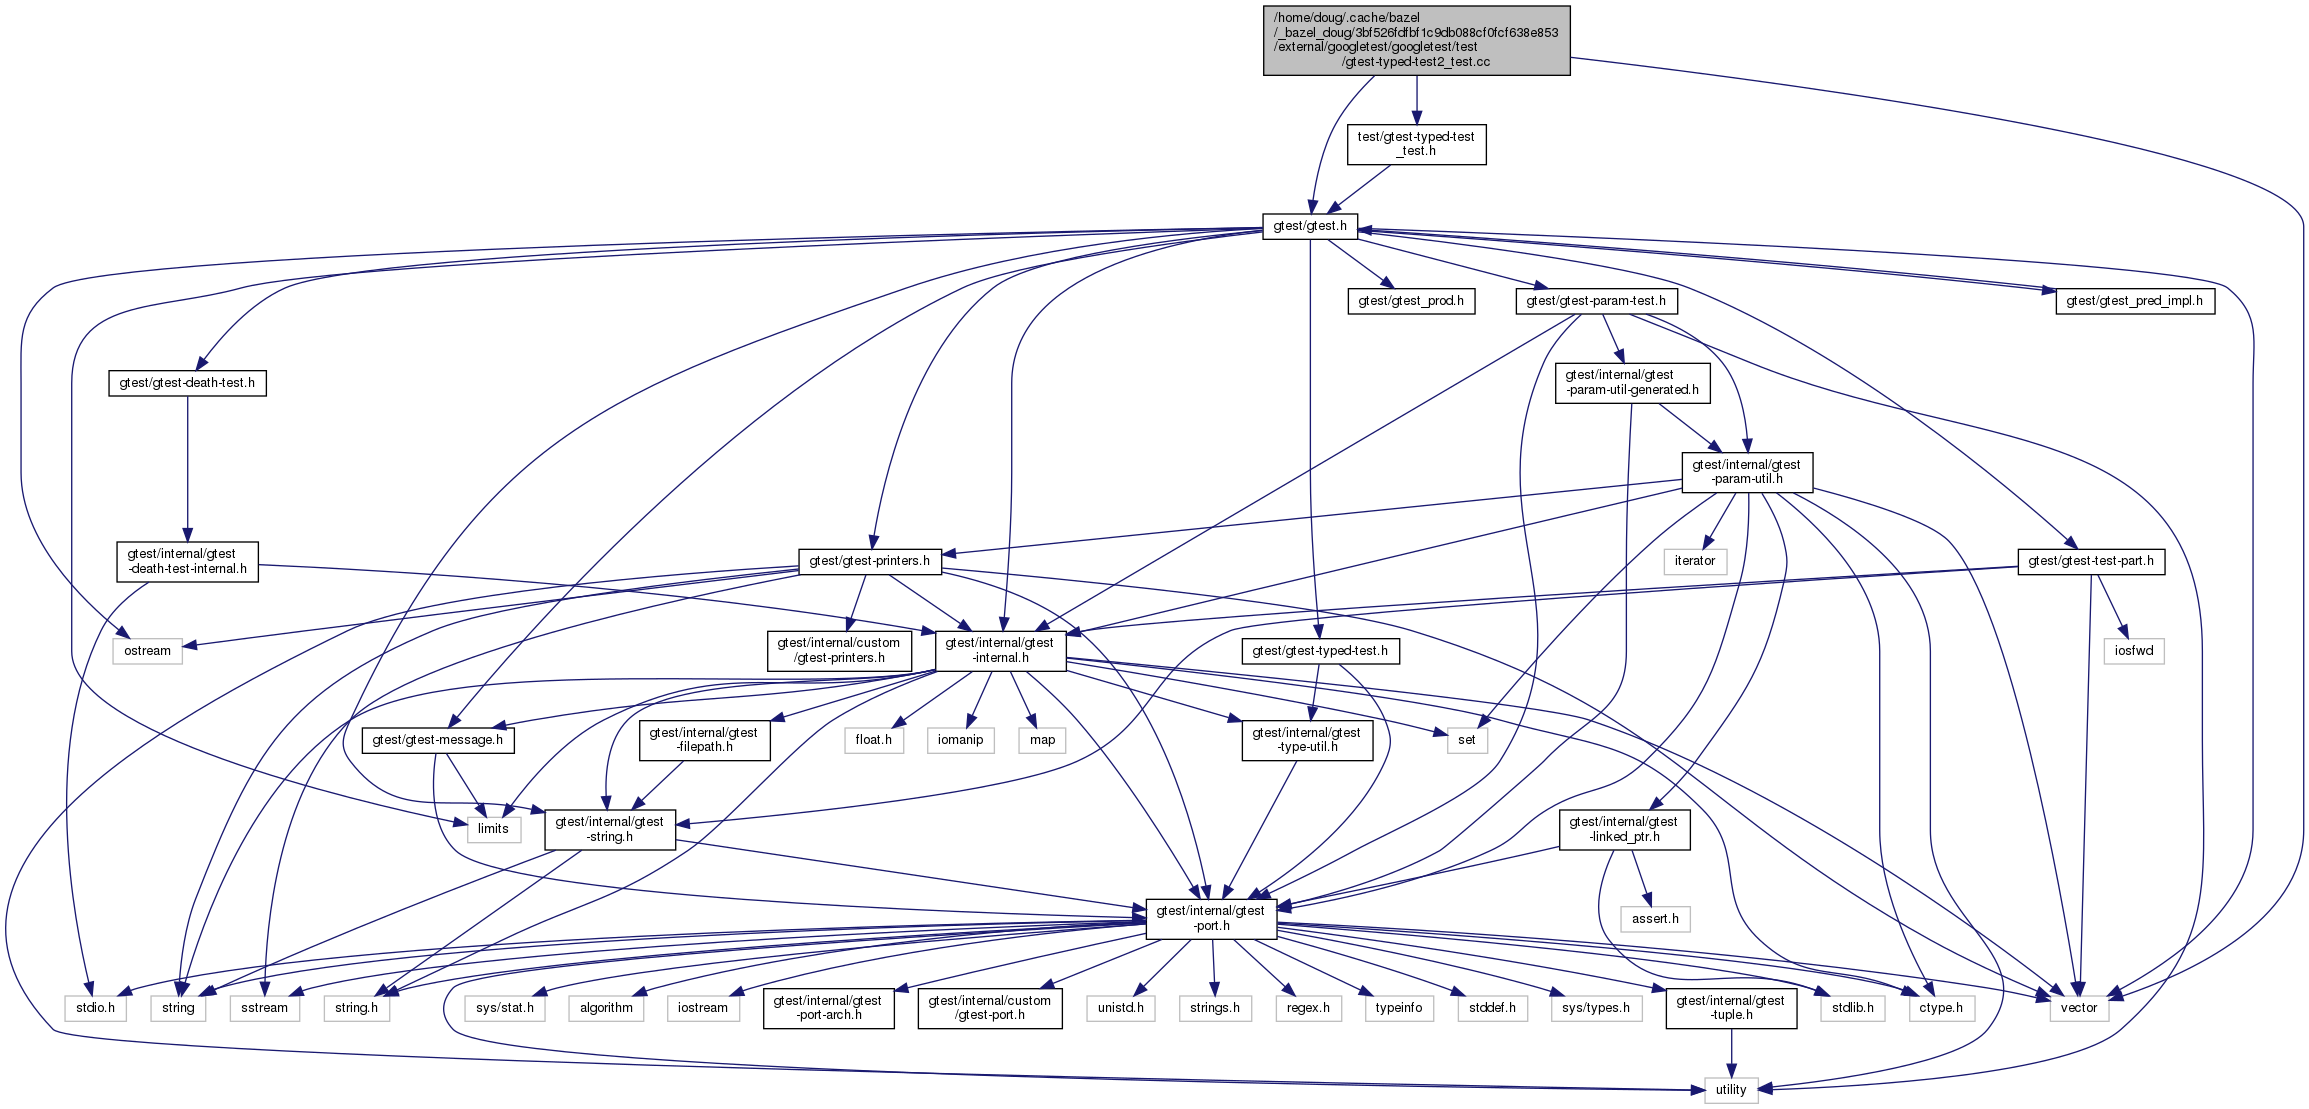 /home/doug/.cache/bazel
/_bazel_doug/3bf526fdfbf1c9db088cf0fcf638e853
/external/googletest/googletest/test
/gtest-typed-test2_test.cc
test/gtest-typed-test
_test.h
gtest/gtest.h
gtest/gtest_prod.h
gtest/gtest-param-test.h
gtest/gtest_pred_impl.h
gtest/gtest-death-test.h
gtest/internal/gtest
-param-util-generated.h
gtest/internal/gtest
-param-util.h
gtest/internal/gtest
-death-test-internal.h
gtest/gtest-printers.h
iterator
gtest/gtest-test-part.h
ostream
gtest/internal/custom
/gtest-printers.h
gtest/internal/gtest
-internal.h
gtest/gtest-typed-test.h
iosfwd
gtest/gtest-message.h
gtest/internal/gtest
-filepath.h
float.h
iomanip
map
gtest/internal/gtest
-type-util.h
set
limits
gtest/internal/gtest
-string.h
gtest/internal/gtest
-linked_ptr.h
gtest/internal/gtest
-port.h
assert.h
stdio.h
string
sstream
string.h
sys/stat.h
algorithm
iostream
gtest/internal/gtest
-port-arch.h
gtest/internal/custom
/gtest-port.h
unistd.h
strings.h
regex.h
typeinfo
stddef.h
sys/types.h
gtest/internal/gtest
-tuple.h
stdlib.h
ctype.h
vector
utility